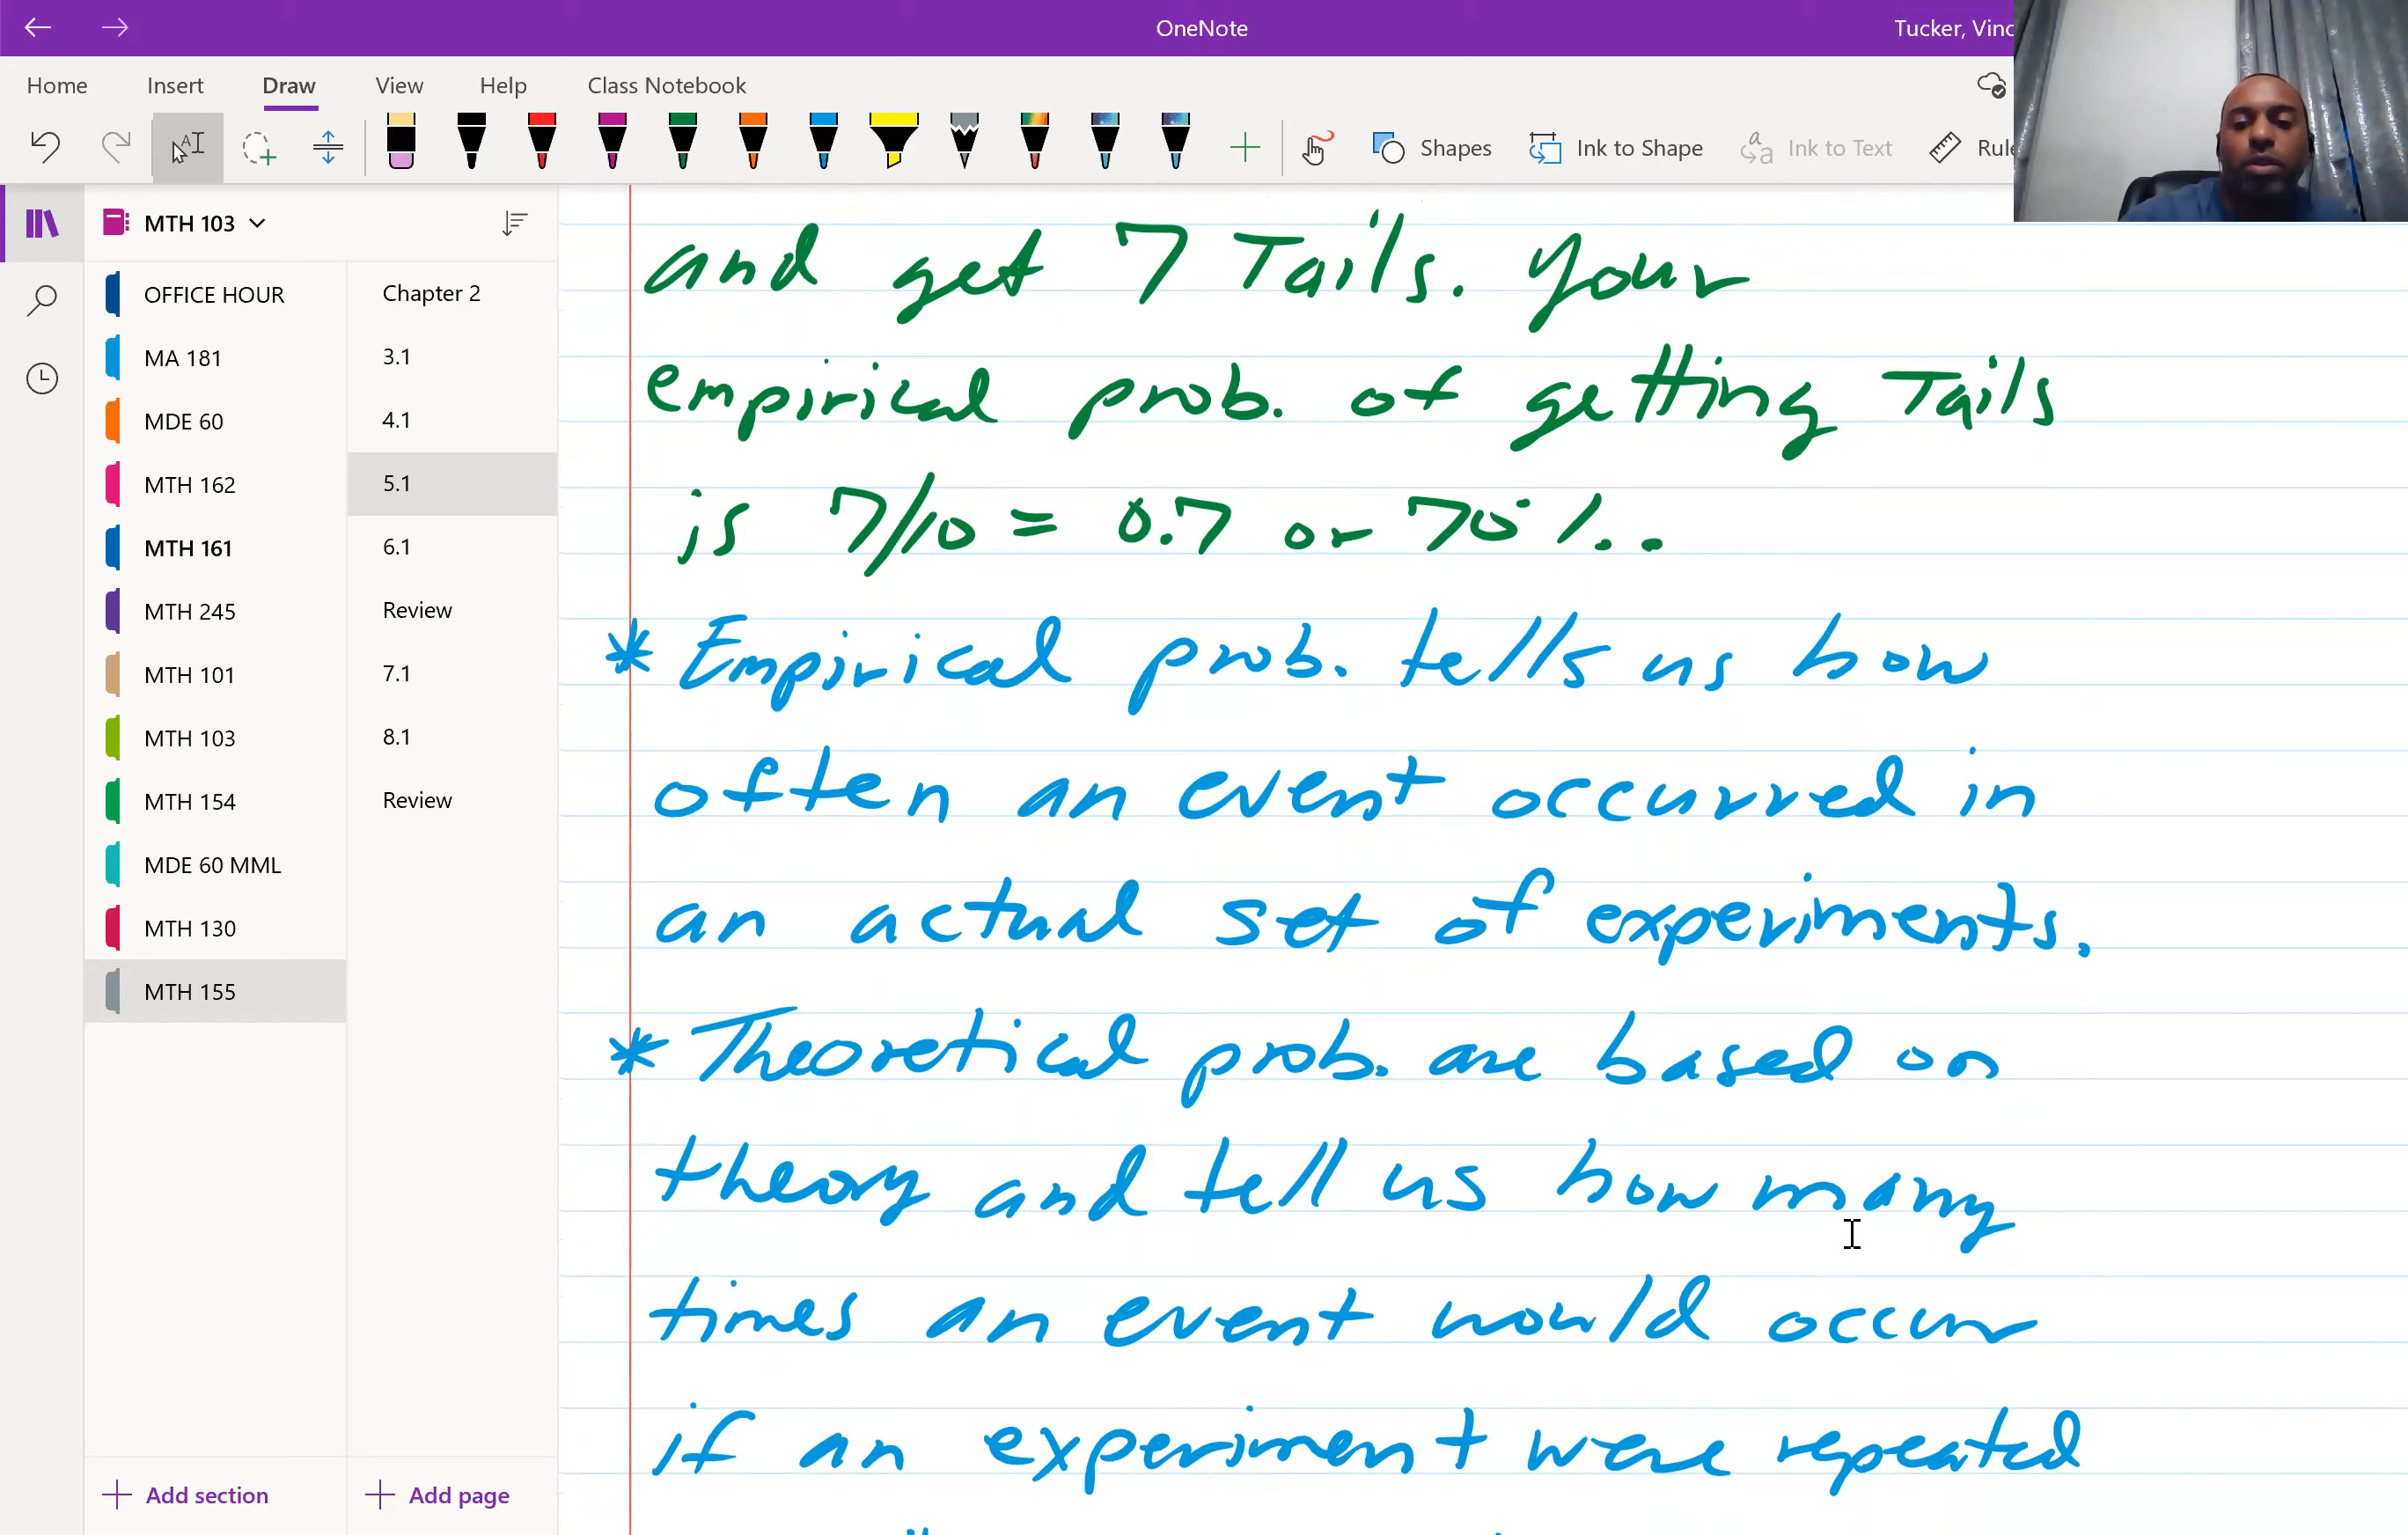 OneNote
Tucker, Vinc
Home Insert Draw View Help Class Notebook
Shapes Ink to Shape Ink to Text Rule
MTH 103
OFFICE HOUR
MA 181
MDE 60
MTH 162
MTH 161
MTH 245
MTH 101
MTH 103
MTH 154
MDE 60 MML
MTH 130
MTH 155
Add section
Chapter 2
3.1
4.1
5.1
6.1
Review
7.1
8.1
Review
Add page
and get 7 Tails. Your
empirical prob. of getting Tails
is 7/10 = 0.7 or 70%.
* Empirical prob. tells us how
often an event occurred in
an actual set of experiments.
* Theoretical prob. are based on
theory and tell us how many
times an event would occur
if an experiment were repeated